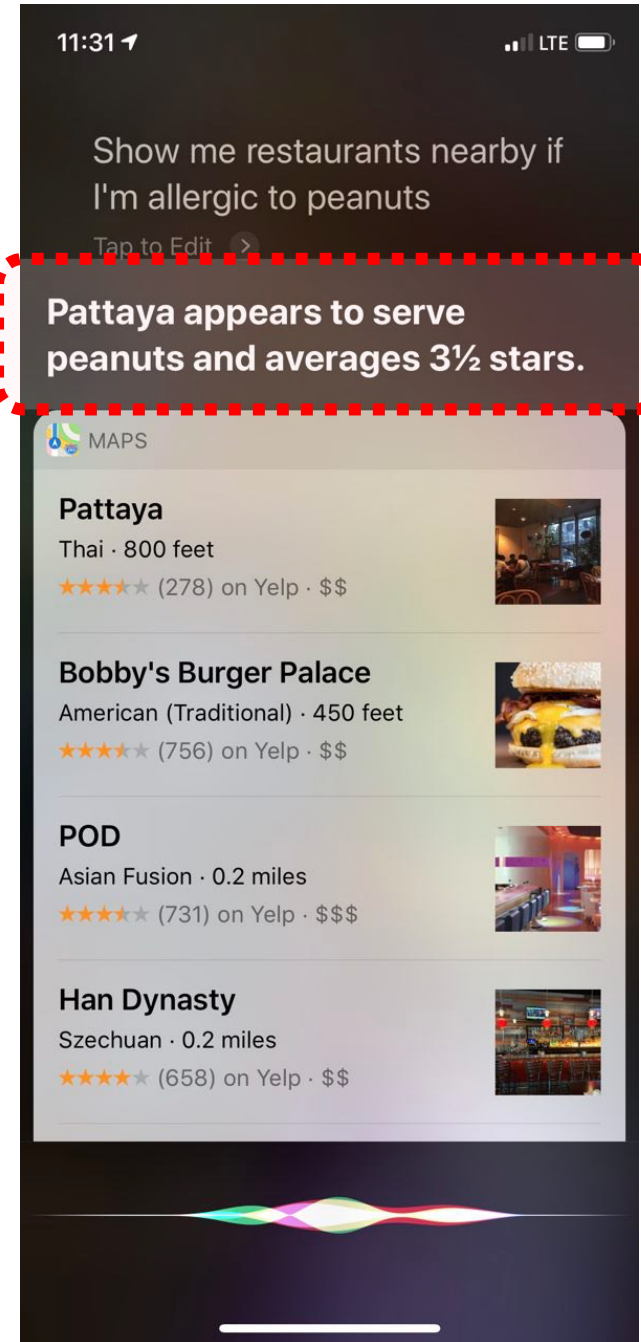 11:31
LTE
Show me restaurants nearby if
I'm allergic to peanuts
Tap to Edit >
Pattaya appears to serve
peanuts and averages 3½ stars.
MAPS
Pattaya
Thai · 800 feet
★★★★★ (278) on Yelp · $$
Bobby's Burger Palace
American (Traditional) · 450 feet
★★★★★ (756) on Yelp · $$
POD
Asian Fusion · 0.2 miles
★★★★★ (731) on Yelp · $$$
Han Dynasty
Szechuan · 0.2 miles
★★★★★ (658) on Yelp · $$